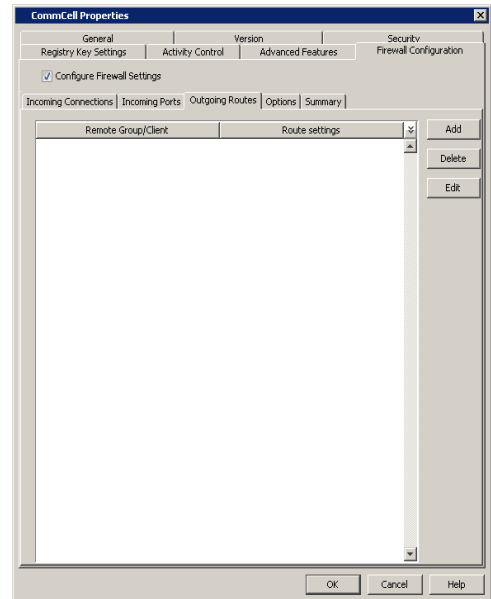 CommCell Properties
General Version Security
Registry Key Settings Activity Control Advanced Features Firewall Configuration
Configure Firewall Settings
Incoming Connections Incoming Ports Outgoing Routes Options Summary
Remote Group/Client Route settings Add
Delete
Edit
OK Cancel Help